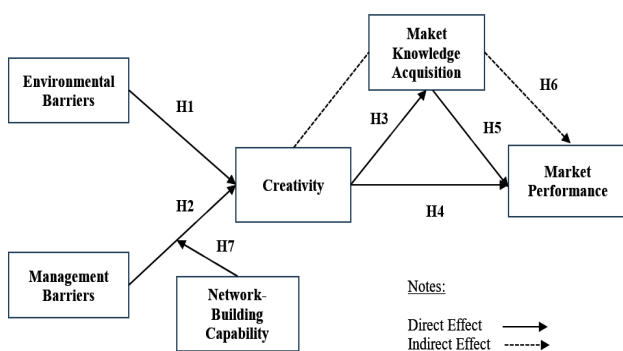 Maket
Knowledge
Acquisition
Environmental
Barriers
H1
H3
H5
H6
Creativity
Market
Performance
H2
H4
H7
Management
Barriers
Network-
Building
Capability
Notes:
Direct Effect
Indirect Effect